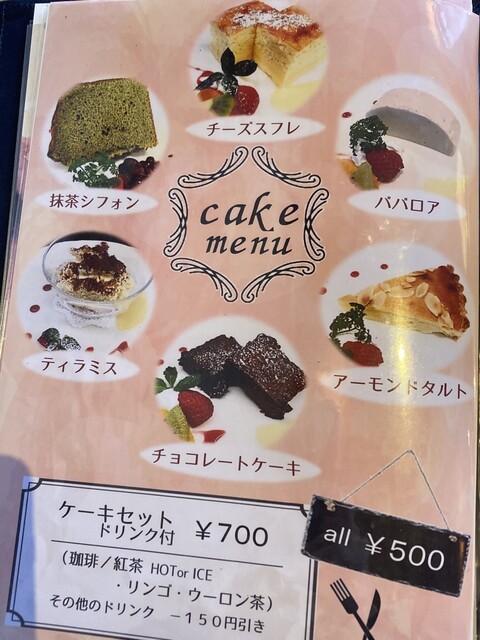 チーズスフレ
抹茶シフォン
ババロア
cake
menu
ティラミス
アーモンドタルト
チョコレートケーキ
ケーキセット
ドリンク付 ￥700
(珈琲／紅茶 HOT or ICE
・リンゴ・ウーロン茶)
その他のドリンク －150円引き
all ￥500